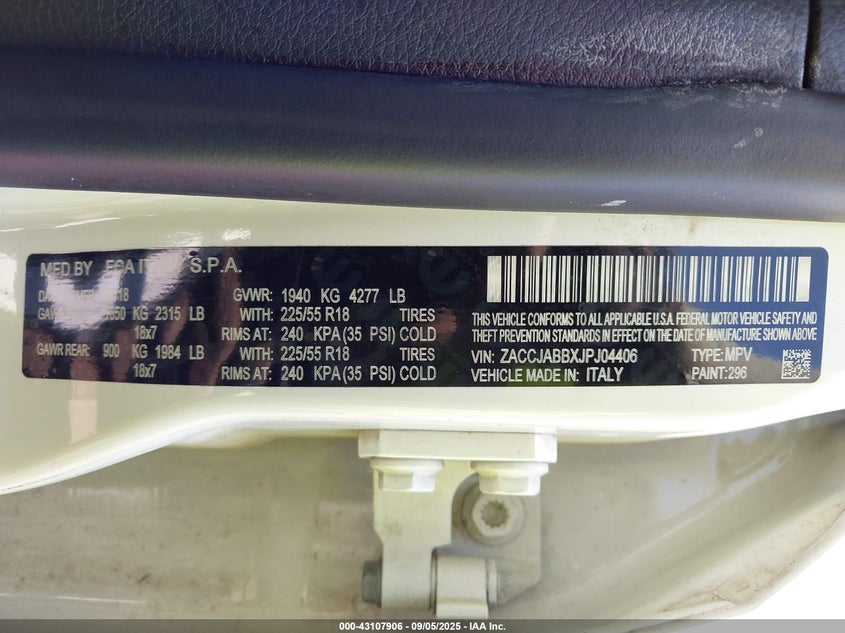 MFD BY FCA S.P.A.
18 GVWR: 1940 KG 4277 LB
KG 2315 LB WITH: 225/55 R18 TIRES
18x7 RIMS AT: 240 KPA (35 PSI) COLD
GAWR REAR: 900 KG 1984 LB WITH: 225/55 R18 TIRES
18x7 RIMS AT: 240 KPA (35 PSI) COLD
THIS VEHICLE CONFORMS TO ALL APPLICABLE U.S.A. FEDERAL MOTOR VEHICLE SAFETY AND
THEFT PREVENTION STANDARDS IN EFFECT ON THE DATE OF MANUFACTURE SHOWN ABOVE
VIN: ZACCJABBXJPJ04406 TYPE: MPV
VEHICLE MADE IN: ITALY PAINT: 296
000-43107906 - 09/05/2025 - IAA Inc.